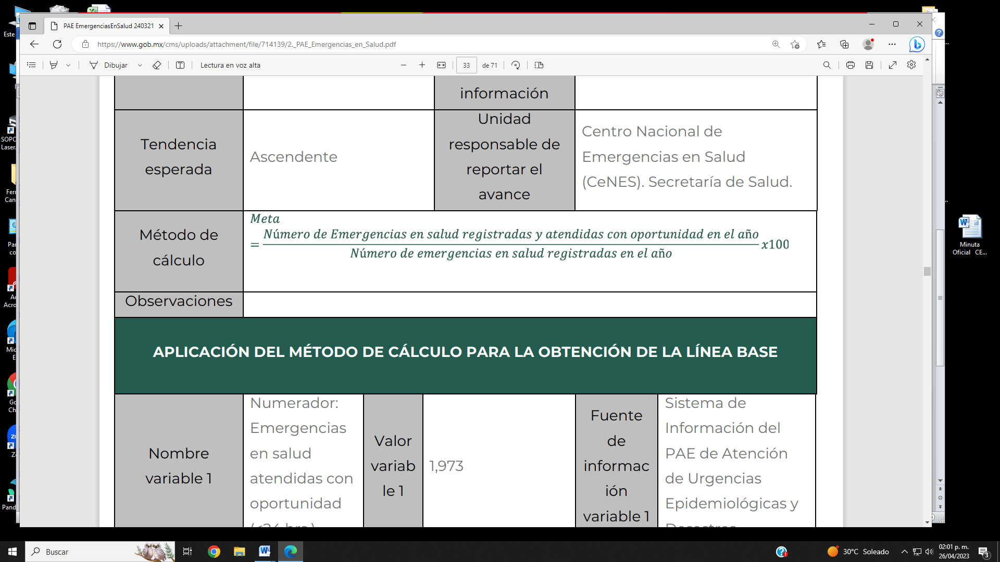 Este
PAE EmergenciasEnSalud 240321
https://www.gob.mx/cms/uploads/attachment/file/714139/2._PAE_Emergencias_en_Salud.pdf
Dibujar
Lectura en voz alta
33
de 71
información
Tendencia
esperada
Ascendente
Unidad
responsable de
reportar el
avance
Centro Nacional de
Emergencias en Salud
(CeNES). Secretaría de Salud.
Método de
cálculo
Meta
= Número de Emergencias en salud registradas y atendidas con oportunidad en el año
Número de emergencias en salud registradas en el año
x100
Observaciones
APLICACIÓN DEL MÉTODO DE CÁLCULO PARA LA OBTENCIÓN DE LA LÍNEA BASE
Nombre
variable 1
Numerador:
Emergencias
en salud
atendidas con
oportunidad
Valor
variab
le 1
1,973
Fuente
de
informac
ión
variable 1
Sistema de
Información del
PAE de Atención
de Urgencias
Epidemiológicas y
Desastres
SOPO
Laser.
Ferr
Can
Par
co
Ac
Acro
Mic
E
Go
Ch
Zo
Pand
Minuta
Oficial CE...
Buscar
30°C Soleado
02:01 p. m.
26/04/2023
3